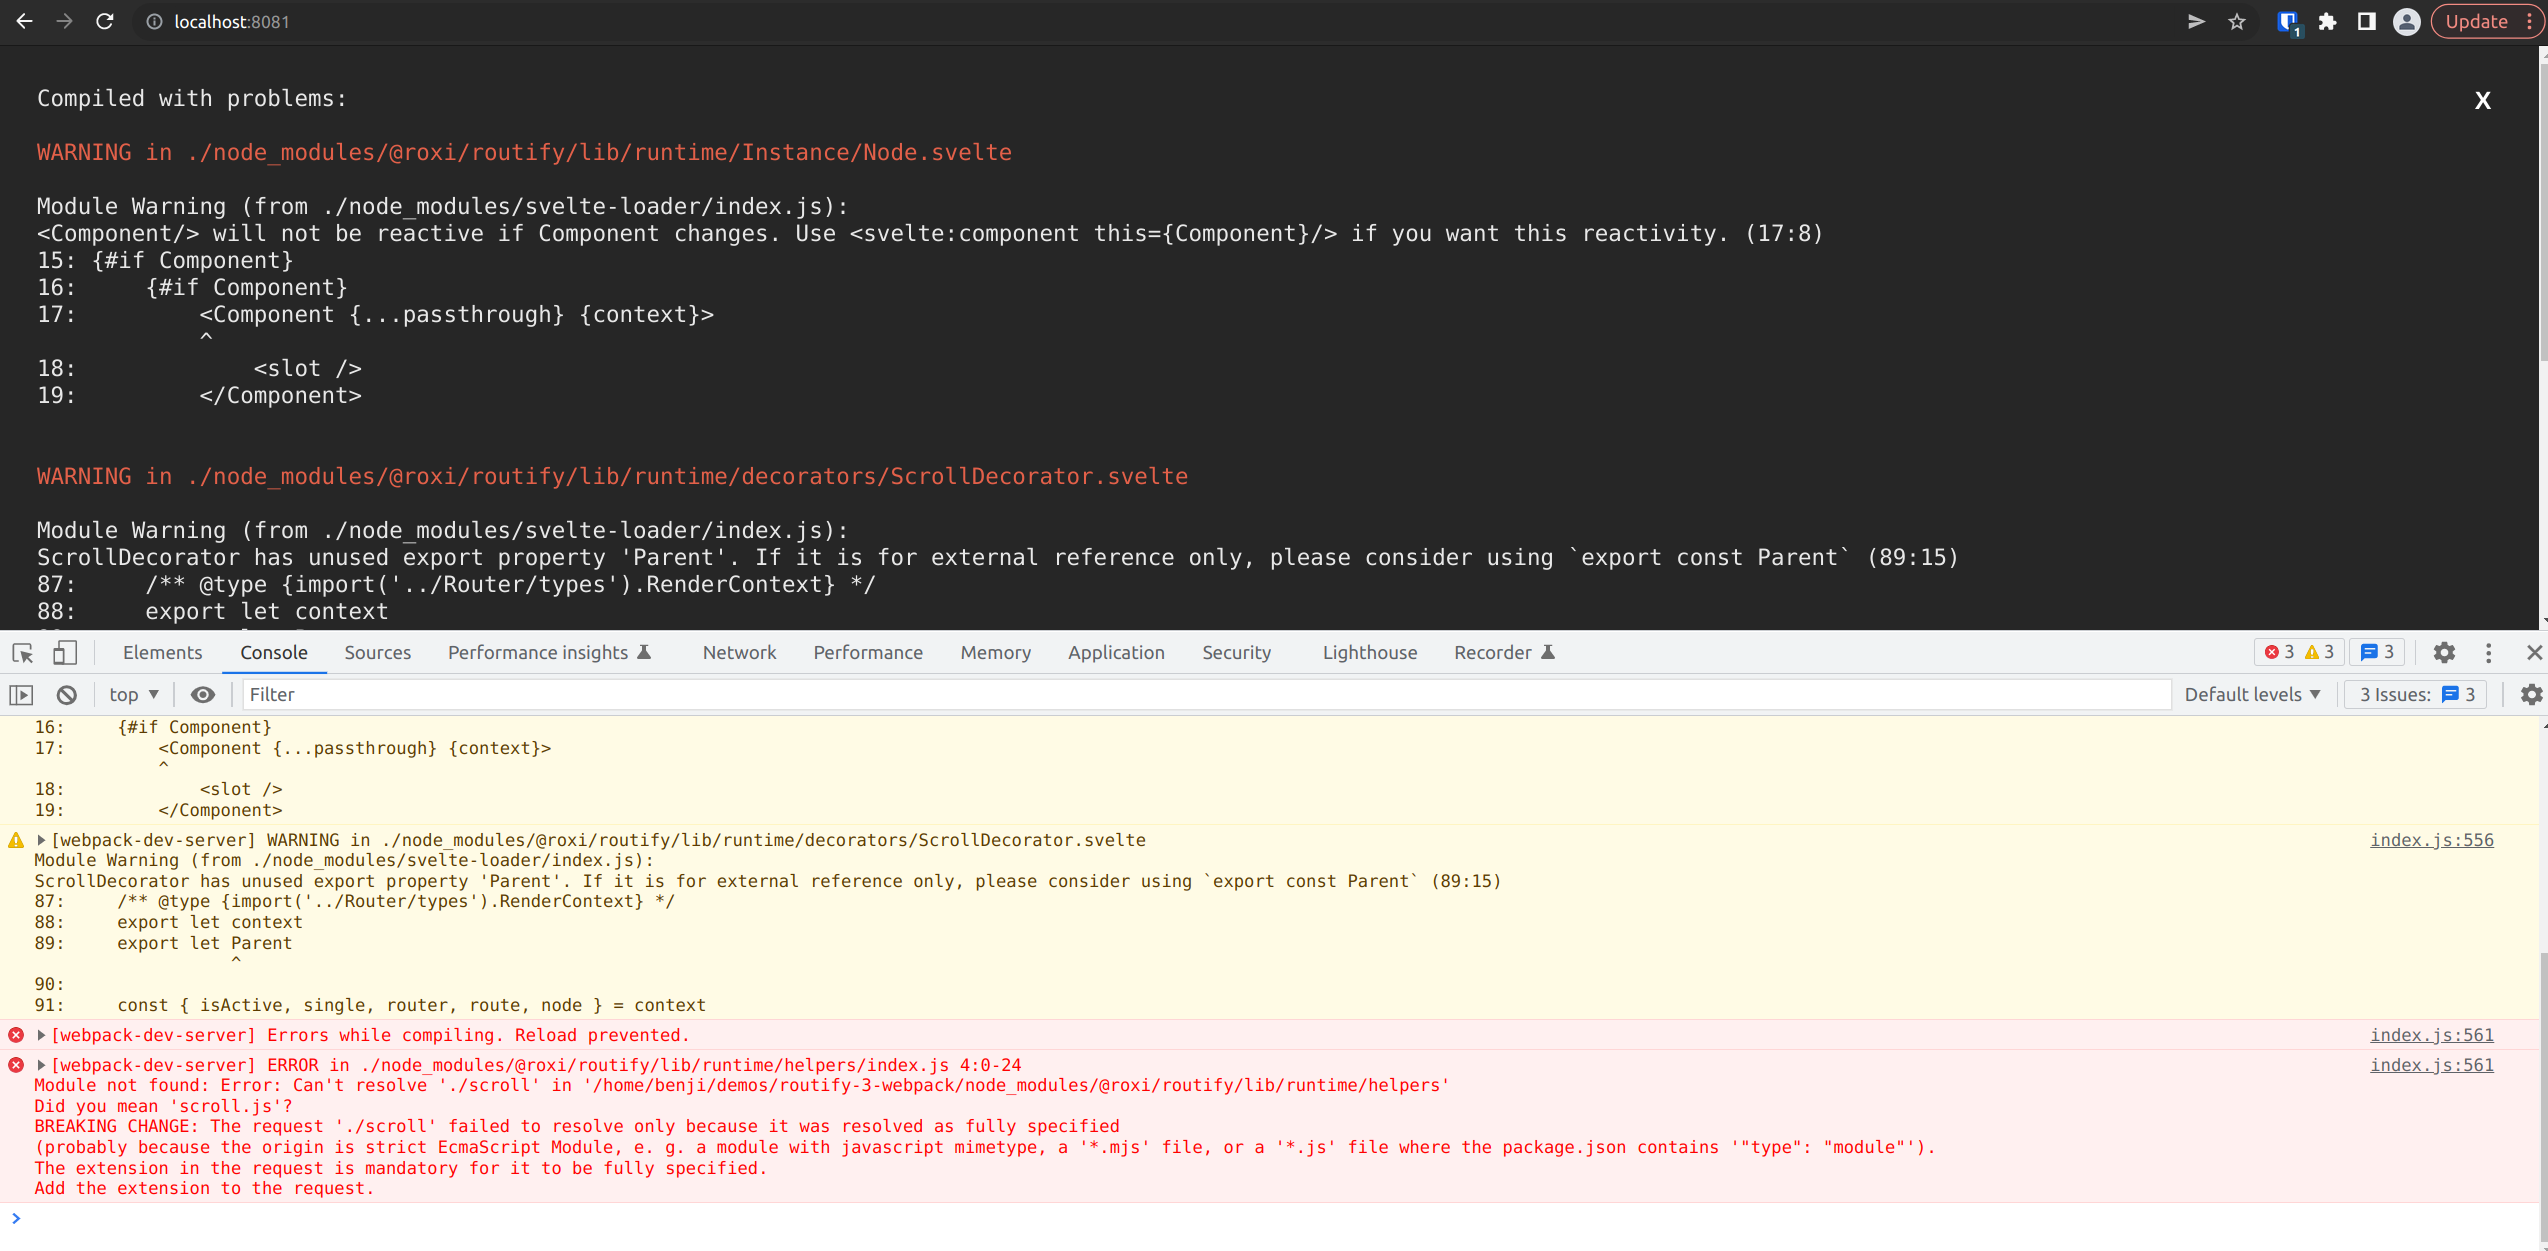 localhost:8081
1
Update
Compiled with problems:
X
WARNING in ./node_modules/@roxi/routify/lib/runtime/Instance/Node.svelte
Module Warning (from ./node_modules/svelte-loader/index.js):
<Component/> will not be reactive if Component changes. Use <svelte:component this={Component}/> if you want this reactivity. (17:8)
15: {#if Component}
16:     {#if Component}
17:         <Component {...passthrough} {context}>
            ^
18:             <slot />
19:         </Component>
WARNING in ./node_modules/@roxi/routify/lib/runtime/decorators/ScrollDecorator.svelte
Module Warning (from ./node_modules/svelte-loader/index.js):
ScrollDecorator has unused export property 'Parent'. If it is for external reference only, please consider using `export const Parent` (89:15)
87:     /** @type {import('../Router/types').RenderContext} */
88:     export let context
Elements Console Sources Performance insights Network Performance Memory Application Security Lighthouse Recorder 3 3 3
top Filter Default levels 3 Issues: 3
16:     {#if Component}
17:         <Component {...passthrough} {context}>
            ^
18:             <slot />
19:         </Component>
[webpack-dev-server] WARNING in ./node_modules/@roxi/routify/lib/runtime/decorators/ScrollDecorator.svelte index.js:556
Module Warning (from ./node_modules/svelte-loader/index.js):
ScrollDecorator has unused export property 'Parent'. If it is for external reference only, please consider using `export const Parent` (89:15)
87:     /** @type {import('../Router/types').RenderContext} */
88:     export let context
89:     export let Parent
                   ^
90:
91:     const { isActive, single, router, route, node } = context
[webpack-dev-server] Errors while compiling. Reload prevented. index.js:561
[webpack-dev-server] ERROR in ./node_modules/@roxi/routify/lib/runtime/helpers/index.js 4:0-24 index.js:561
Module not found: Error: Can't resolve './scroll' in '/home/benji/demos/routify-3-webpack/node_modules/@roxi/routify/lib/runtime/helpers'
Did you mean 'scroll.js'?
BREAKING CHANGE: The request './scroll' failed to resolve only because it was resolved as fully specified
(probably because the origin is strict EcmaScript Module, e. g. a module with javascript mimetype, a '*.mjs' file, or a '*.js' file where the package.json contains '"type": "module"').
The extension in the request is mandatory for it to be fully specified.
Add the extension to the request.